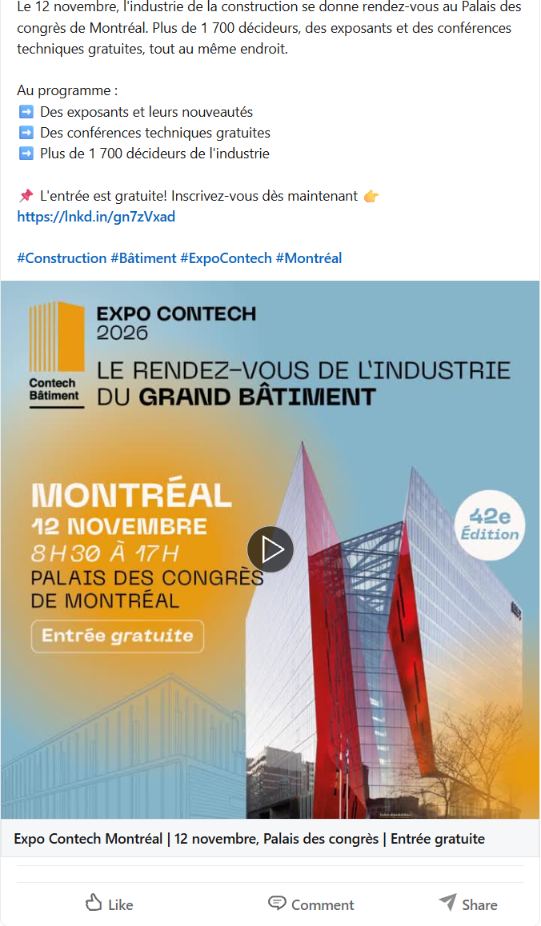 Le 12 novembre, l'industrie de la construction se donne rendez-vous au Palais des
congrès de Montréal. Plus de 1 700 décideurs, des exposants et des conférences
techniques gratuites, tout au même endroit.
Au programme :
➡️ Des exposants et leurs nouveautés
➡️ Des conférences techniques gratuites
➡️ Plus de 1 700 décideurs de l'industrie
📌 L'entrée est gratuite! Inscrivez-vous dès maintenant 👉
https://lnkd.in/gn7zVxad
#Construction #Bâtiment #ExpoContech #Montréal
EXPO CONTECH
2026
LE RENDEZ-VOUS DE L'INDUSTRIE
DU GRAND BÂTIMENT
Contech
Bâtiment
MONTRÉAL
12 NOVEMBRE
8H30 À 17H
PALAIS DES CONGRÈS
DE MONTRÉAL
Entrée gratuite
42e
Édition
Expo Contech Montréal | 12 novembre, Palais des congrès | Entrée gratuite
Like
Comment
Share